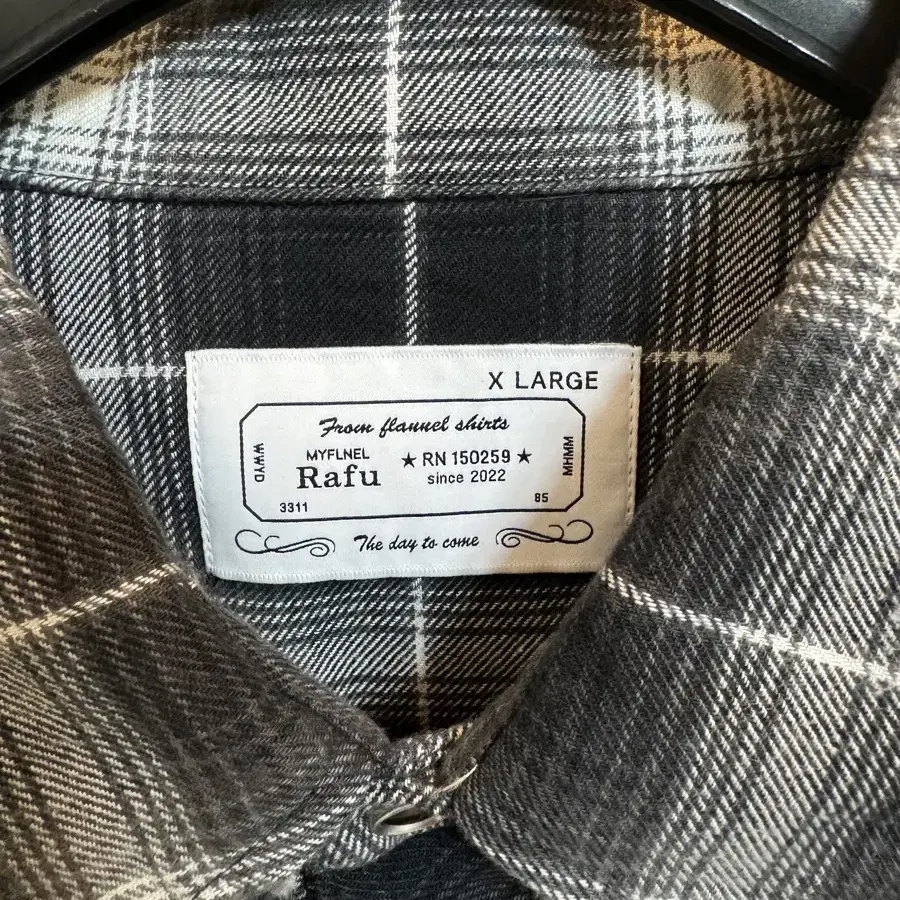 X LARGE
From flannel shirts
WWYD
MYFLNEL
Rafu
★ RN 150259 ★
since 2022
MHMM
3311
85
The day to come